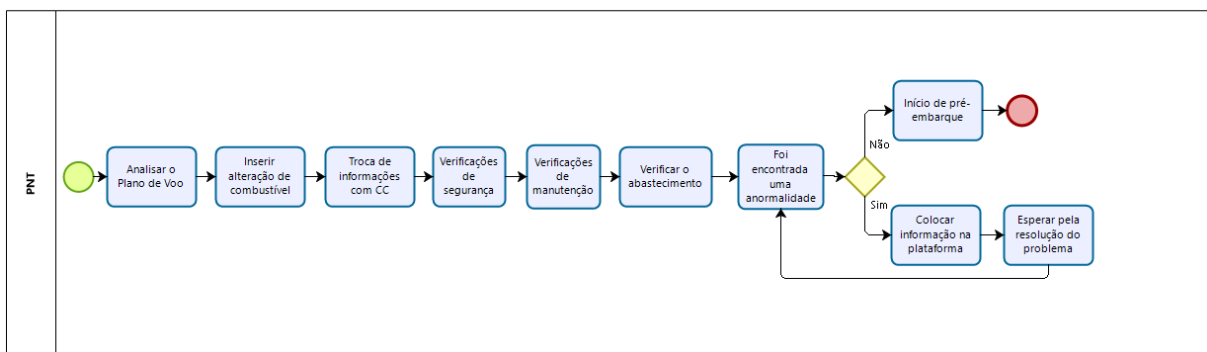 PNT
Analisar o
Plano de Voo
Inserir
alteração de
combustível
Troca de
informações
com CC
Verificações
de
segurança
Verificações
de
manutenção
Verificar o
abastecimento
Foi
encontrada
uma
anormalidade
Não
Início de pré-
embarque
Sim
Colocar
informação na
plataforma
Esperar pela
resolução do
problema